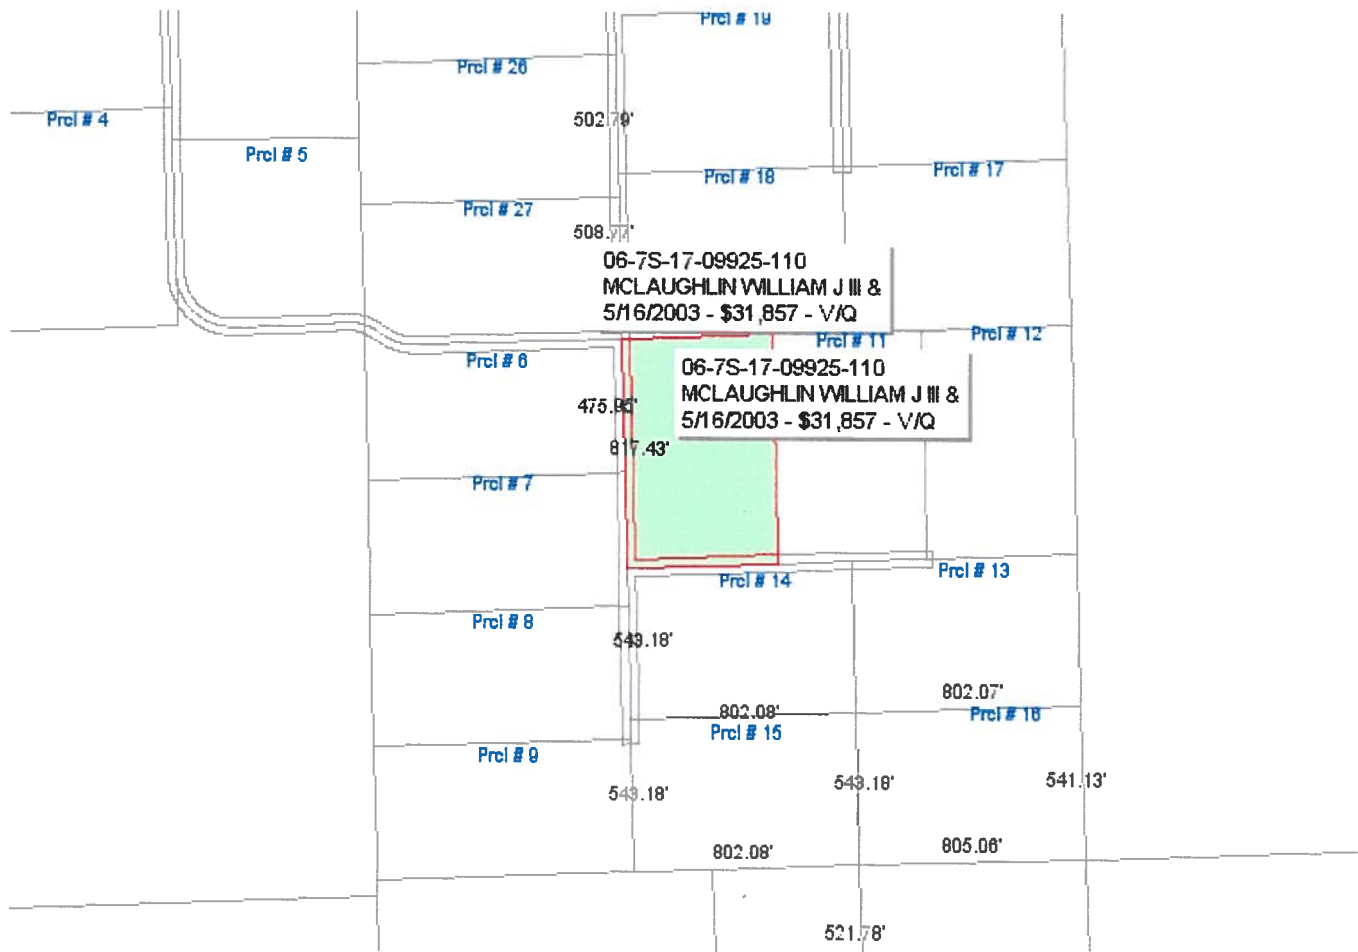 Prcl # 19
Prcl # 26
Prcl # 4
502.79'
Prcl # 5
Prcl # 18
Prcl # 17
Prcl # 27
508.77'
06-7S-17-09925-110
MCLAUGHLIN WILLIAM J III &
5/16/2003 - $31,857 - V/Q
Prcl # 11
Prcl # 12
Prcl # 6
06-7S-17-09925-110
MCLAUGHLIN WILLIAM J III &
5/16/2003 - $31,857 - V/Q
475.95'
817.43'
Prcl # 7
Prcl # 14
Prcl # 13
Prcl # 8
543.18'
802.07'
802.08'
Prcl # 16
Prcl # 15
Prcl # 9
543.18'
543.18'
541.13'
802.08'
805.06'
521.78'